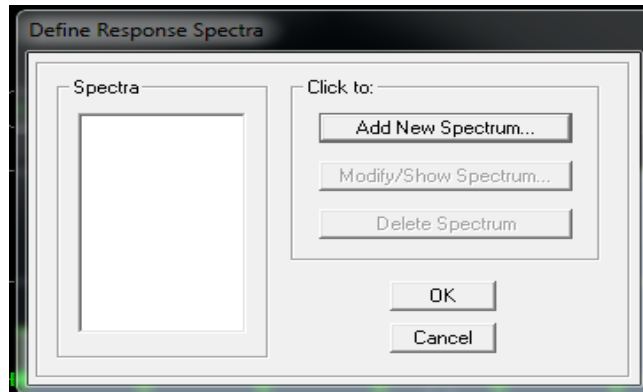 Define Response Spectra
Spectra
Click to:
Add New Spectrum...
Modify/Show Spectrum...
Delete Spectrum
OK
Cancel